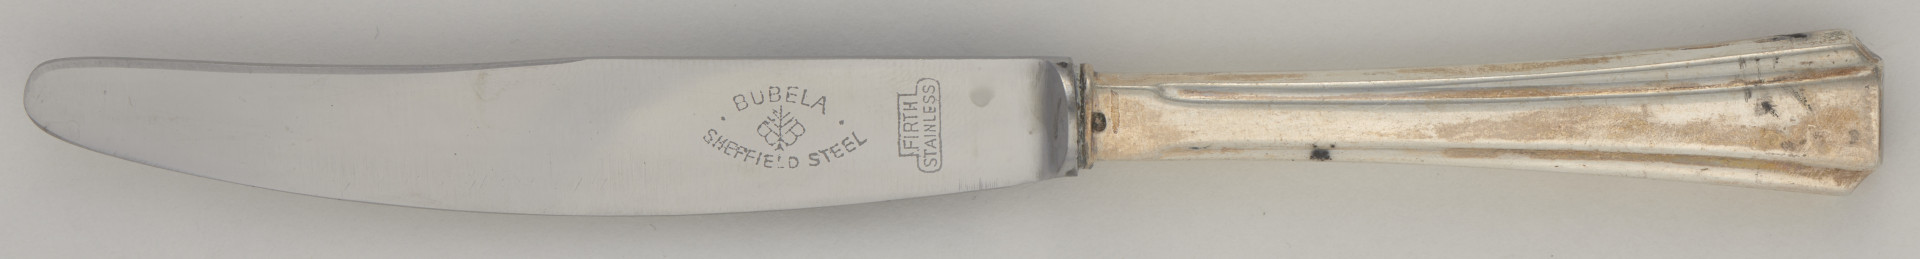 BUBELA
SHEFFIELD STEEL
FIRTH
STAINLESS